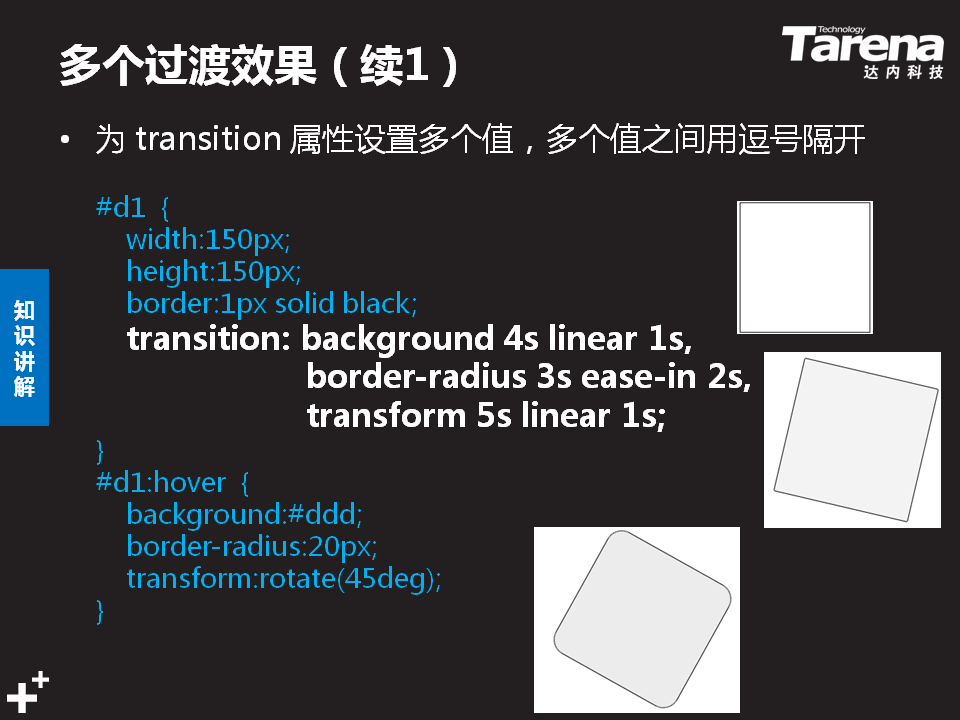 多个过渡效果（续1）
Technology
Tarena
达内科技
• 为 transition 属性设置多个值，多个值之间用逗号隔开
#d1 {
width:150px;
height:150px;
border:1px solid black;
transition: background 4s linear 1s,
border-radius 3s ease-in 2s,
transform 5s linear 1s;
}
#d1:hover {
background:#ddd;
border-radius:20px;
transform:rotate(45deg);
}
知识讲解